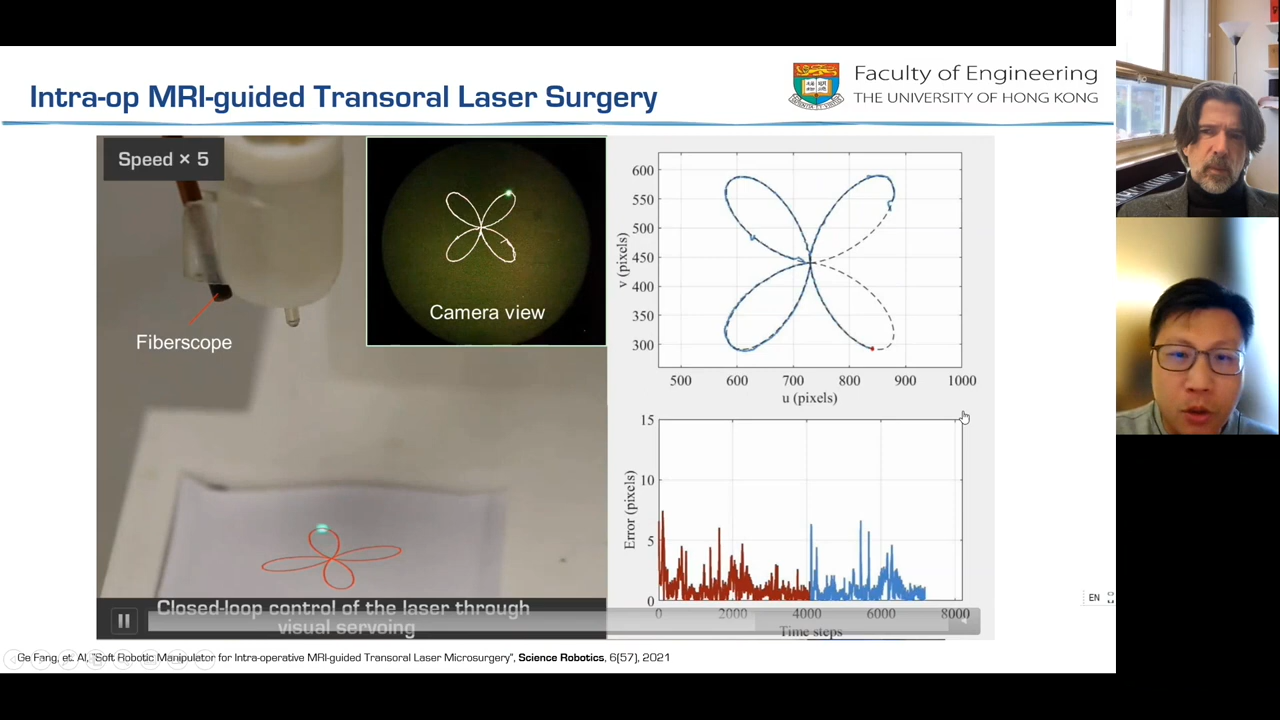 Intra-op MRI-guided Transoral Laser Surgery
Faculty of Engineering
THE UNIVERSITY OF HONG KONG
Speed × 5
Fiberscope
Camera view
Closed-loop control of the laser through
visual servoing
v (pixels)
600
550
500
450
400
350
300
500 600 700 800 900 1000
u (pixels)
Error (pixels)
15
10
5
0
0 2000 4000 6000 8000
Time steps
EN
Ge Fang, et. Al, "Soft Robotic Manipulator for Intra-operative MRI-guided Transoral Laser Microsurgery", Science Robotics, 6(57), 2021